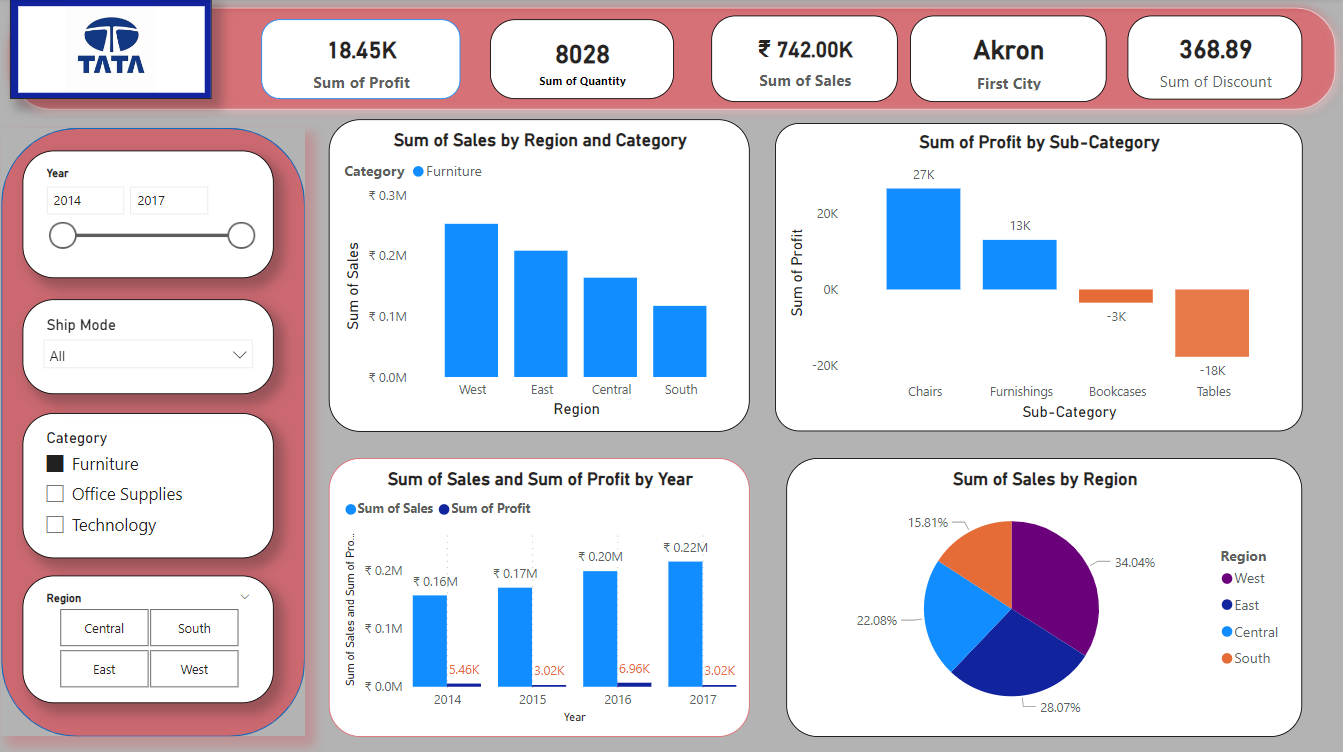 TATA
18.45K
Sum of Profit
8028
Sum of Quantity
₹ 742.00K
Sum of Sales
Akron
First City
368.89
Sum of Discount
Year
2014 2017
Ship Mode
All
Category
Furniture
Office Supplies
Technology
Region
Central South
East West
Sum of Sales by Region and Category
Category Furniture
Sum of Sales
₹ 0.3M
₹ 0.2M
₹ 0.1M
₹ 0.0M
West East Central South
Region
Sum of Profit by Sub-Category
Sum of Profit
20K
0K
-20K
27K
13K
-3K
-18K
Chairs Furnishings Bookcases Tables
Sub-Category
Sum of Sales and Sum of Profit by Year
Sum of Sales Sum of Profit
Sum of Sales and Sum of Pro...
₹ 0.2M
₹ 0.1M
₹ 0.0M
₹ 0.16M ₹ 0.17M ₹ 0.20M ₹ 0.22M
5.46K 3.02K 6.96K 3.02K
2014 2015 2016 2017
Year
Sum of Sales by Region
15.81%
34.04%
22.08%
28.07%
Region
West
East
Central
South